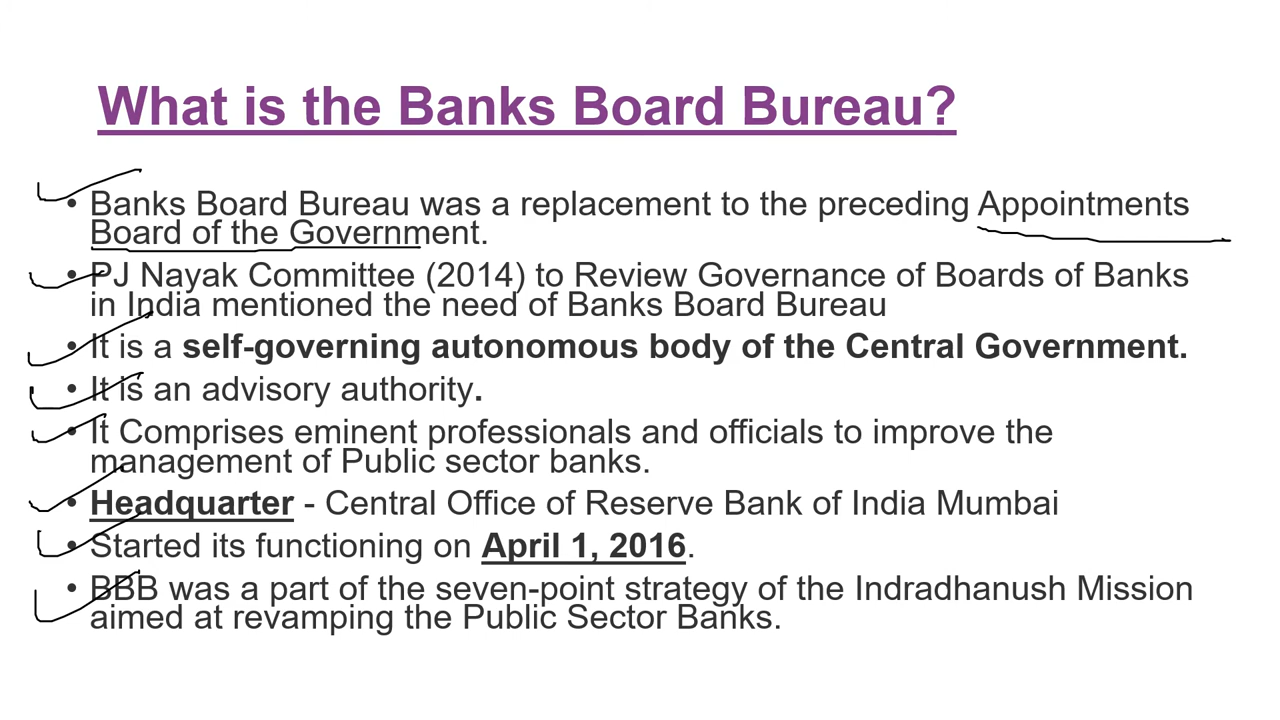 What is the Banks Board Bureau?
• Banks Board Bureau was a replacement to the preceding Appointments
Board of the Government.
• PJ Nayak Committee (2014) to Review Governance of Boards of Banks
in India mentioned the need of Banks Board Bureau
• It is a self-governing autonomous body of the Central Government.
• It is an advisory authority.
• It Comprises eminent professionals and officials to improve the
management of Public sector banks.
• Headquarter - Central Office of Reserve Bank of India Mumbai
• Started its functioning on April 1, 2016.
• BBB was a part of the seven-point strategy of the Indradhanush Mission
aimed at revamping the Public Sector Banks.